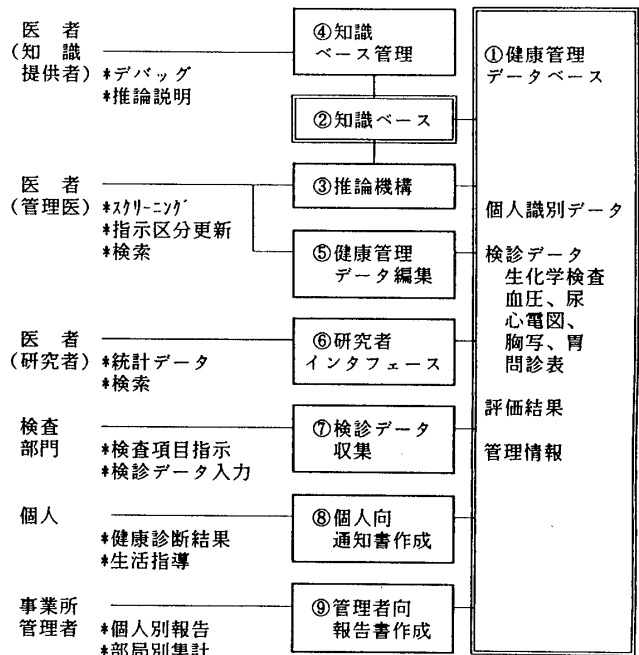 医者
(知識
提供者)
*デバッグ
*推論説明
④知識
ベース管理
②知識ベース
医者
(管理医)
*スクリーニング
*指示区分更新
*検索
③推論機構
⑤健康管理
データ編集
医者
(研究者)
*統計データ
*検索
⑥研究者
インタフェース
検査
部門
*検査項目指示
*検診データ入力
⑦検診データ
収集
個人
*健康診断結果
*生活指導
⑧個人向
通知書作成
事業所
管理者
*個人別報告
*部局別集計
⑨管理者向
報告書作成
①健康管理
データベース
個人識別データ
検診データ
生化学検査
血圧、尿
心電図、
胸写、胃
問診表
評価結果
管理情報